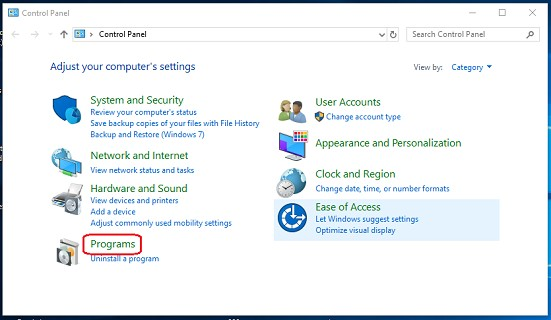 Control Panel
Control Panel
Search Control Panel
Adjust your computer's settings
View by: Category
System and Security
Review your computer's status
Save backup copies of your files with File History
Backup and Restore (Windows 7)
Network and Internet
View network status and tasks
Hardware and Sound
View devices and printers
Add a device
Adjust commonly used mobility settings
Programs
Uninstall a program
User Accounts
Change account type
Appearance and Personalization
Clock and Region
Change date, time, or number formats
Ease of Access
Let Windows suggest settings
Optimize visual display